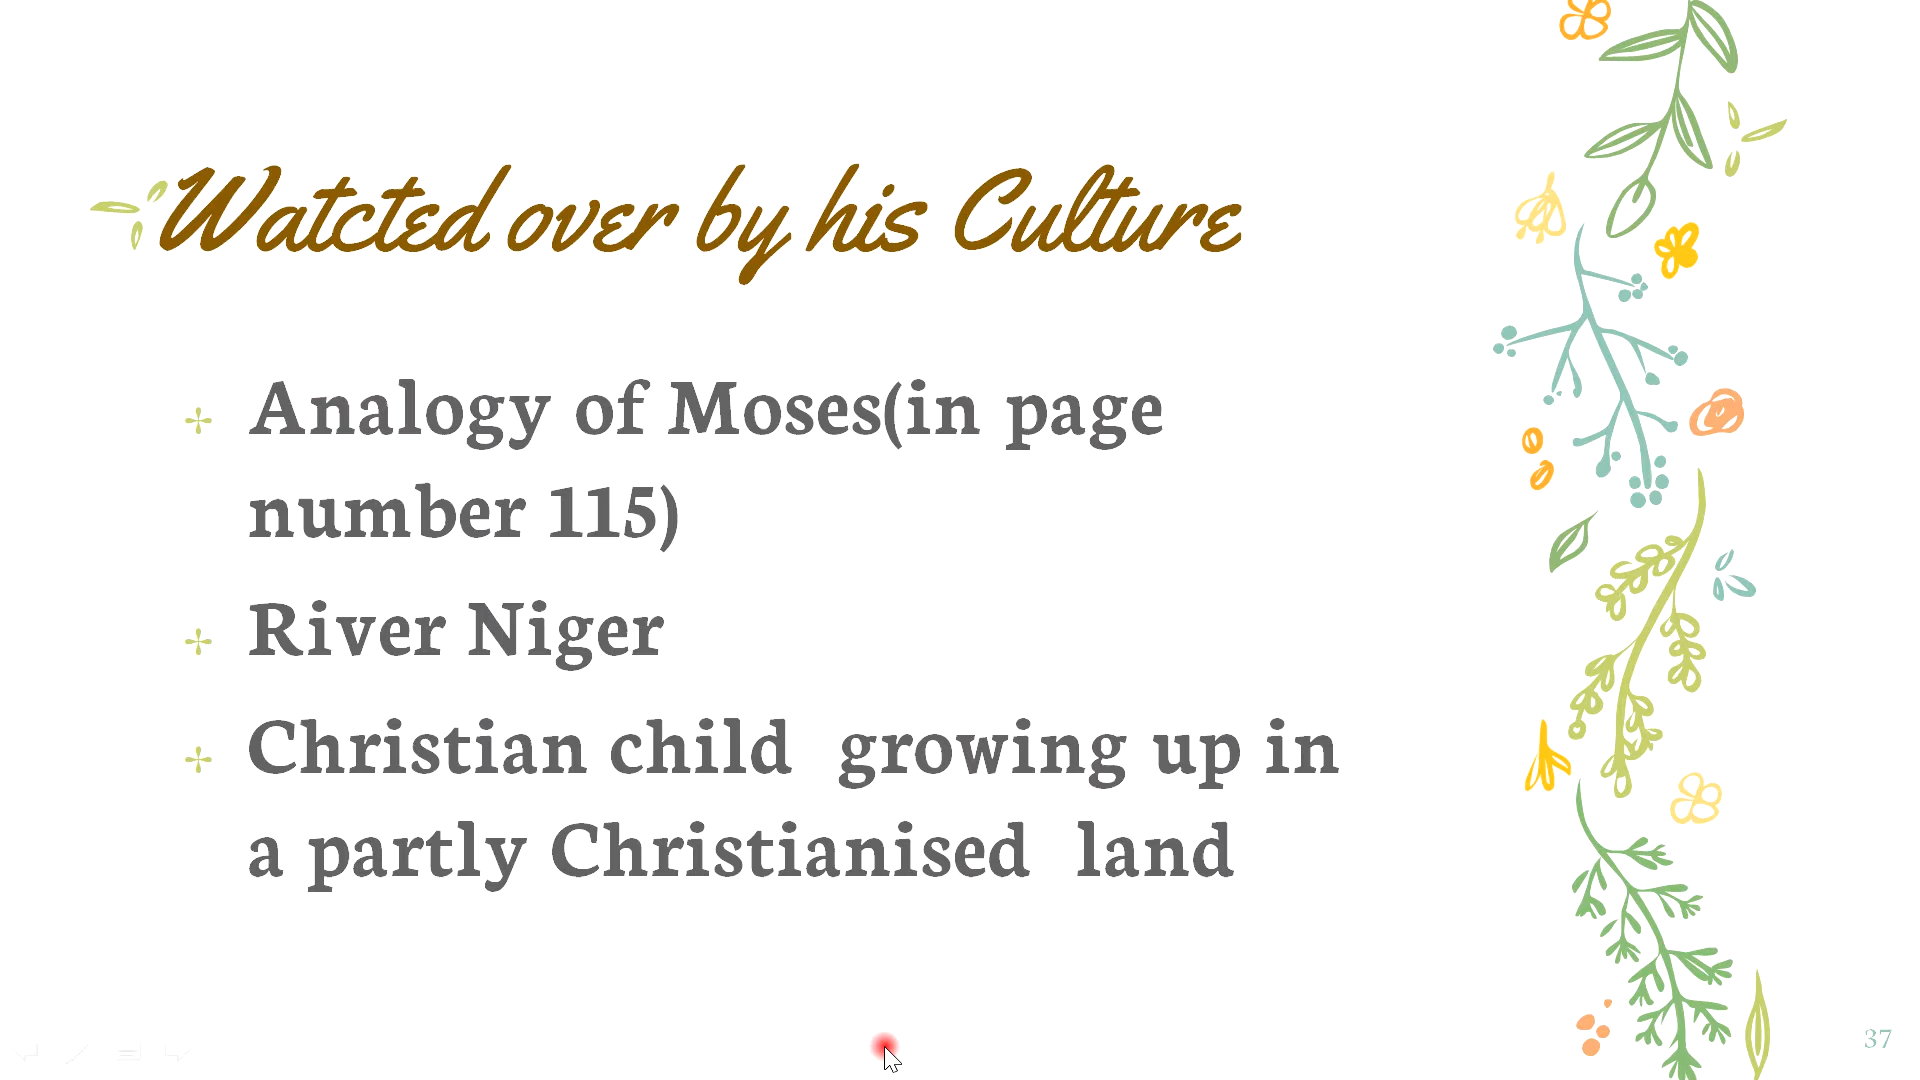 Watcted over by his Culture
Analogy of Moses(in page
number 115)
River Niger
Christian child  growing up in
a partly Christianised  land
37